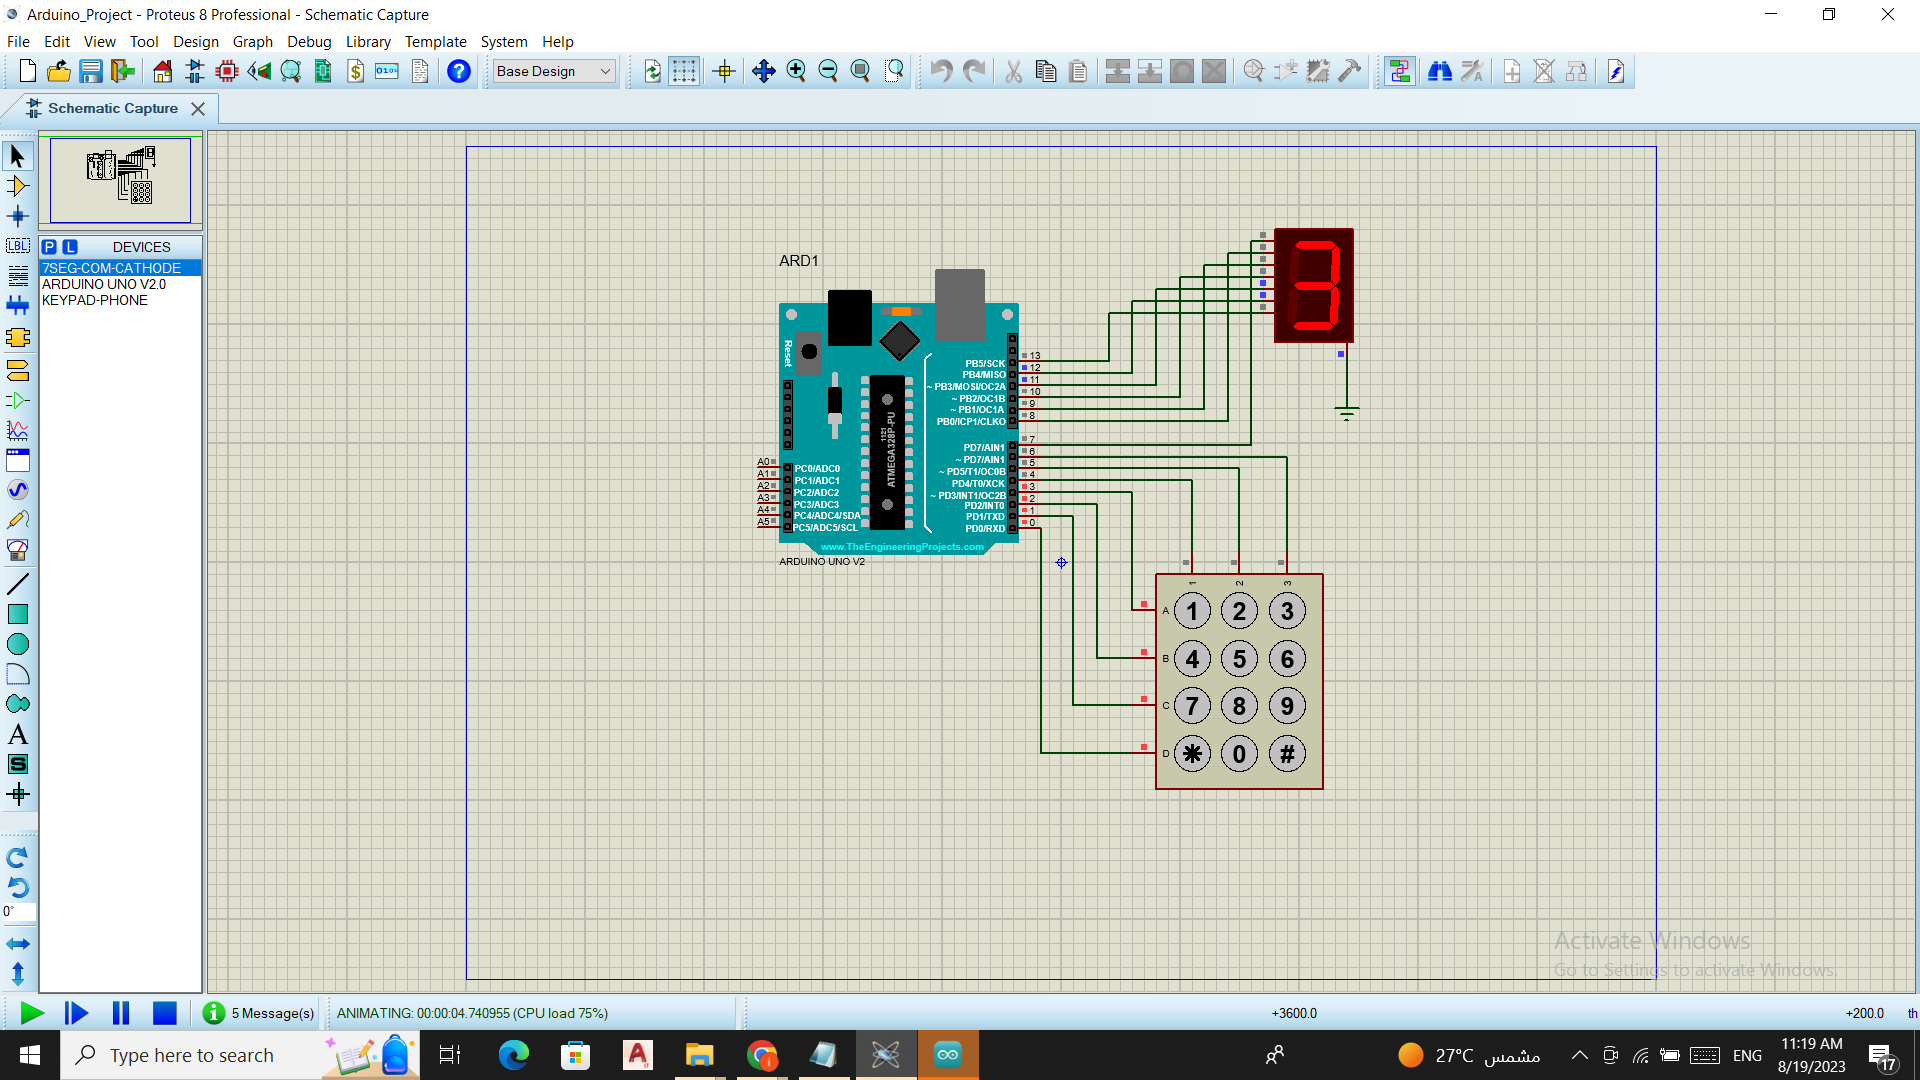 Arduino_Project - Proteus 8 Professional - Schematic Capture
File Edit View Tool Design Graph Debug Library Template System Help
Base Design
Schematic Capture
P L DEVICES
7SEG-COM-CATHODE
ARDUINO UNO V2.0
KEYPAD-PHONE
LBL
A
S
0°
ARD1
Reset
ATMEGA328P-PU
1121
PB5/SCK 13
PB4/MISO 12
~ PB3/MOSI/OC2A 11
~ PB2/OC1B 10
~ PB1/OC1A 9
PB0/ICP1/CLKO 8
PD7/AIN1 7
~ PD7/AIN1 6
~ PD5/T1/OC0B 5
PD4/T0/XCK 4
~ PD3/INT1/OC2B 3
PD2/INT0 2
PD1/TXD 1
PD0/RXD 0
A0 PC0/ADC0
A1 PC1/ADC1
A2 PC2/ADC2
A3 PC3/ADC3
A4 PC4/ADC4/SDA
A5 PC5/ADC5/SCL
www.TheEngineeringProjects.com
ARDUINO UNO V2
3
1 2 3
A 1 2 3
B 4 5 6
C 7 8 9
D * 0 #
Activate Windows
Go to Settings to activate Windows.
5 Message(s) ANIMATING: 00:00:04.740955 (CPU load 75%) +3600.0 +200.0 th
Type here to search
27°C مشمس ENG
11:19 AM
8/19/2023
17